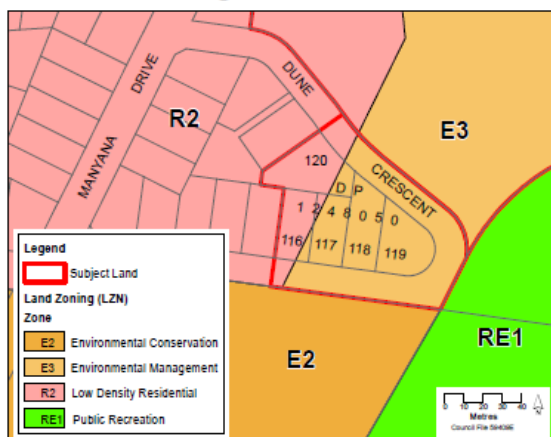 MANYANA DRIVE
DUNE CRESCENT
R2
E3
120
D P
1 2 4 8 0 5 0
116 117 118 119
E2
RE1
Legend
Subject Land
Land Zoning (LZN)
Zone
E2 Environmental Conservation
E3 Environmental Management
R2 Low Density Residential
RE1 Public Recreation
0 10 20 30 40
Metres
N